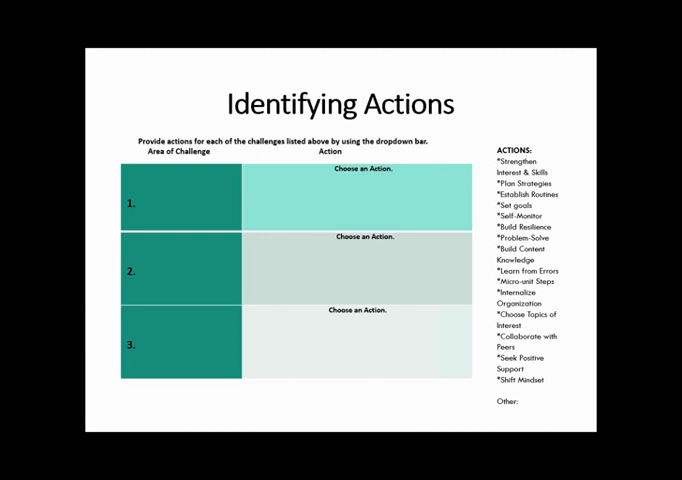 Identifying Actions
Provide actions for each of the challenges listed above by using the dropdown bar.
Area of Challenge Action
1. Choose an Action.
2. Choose an Action.
3. Choose an Action.
ACTIONS:
*Strengthen
Interest & Skills
*Plan Strategies
*Establish Routines
*Set goals
*Self-Monitor
*Build Resilience
*Problem-Solve
*Build Content
Knowledge
*Learn from Errors
*Micro-unit Steps
*Internalize
Organization
*Choose Topics of
Interest
*Collaborate with
Peers
*Seek Positive
Support
*Shift Mindset
Other: